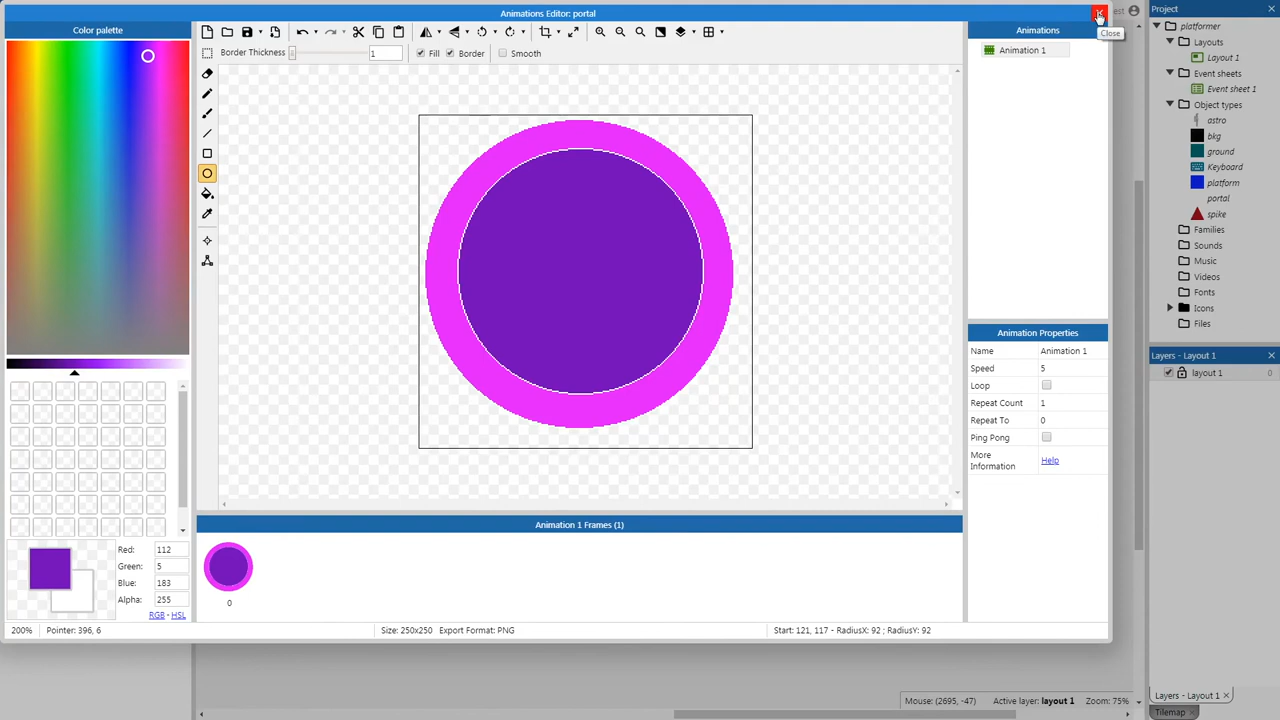 Animations Editor: portal
Close
Color palette
Border Thickness 1 Fill Border Smooth
Animations
Animation 1
Animation Properties
Name Animation 1
Speed 5
Loop
Repeat Count 1
Repeat To 0
Ping Pong
More Information Help
Animation 1 Frames (1)
0
Red: 112
Green: 5
Blue: 183
Alpha: 255
RGB - HSL
200% Pointer: 396, 6 Size: 250x250 Export Format: PNG Start: 121, 117 - RadiusX: 92 ; RadiusY: 92
Project
platformer
Layouts
Layout 1
Event sheets
Event sheet 1
Object types
astro
bkg
ground
Keyboard
platform
portal
spike
Families
Sounds
Music
Videos
Fonts
Icons
Files
Layers - Layout 1
layout 1 0
Mouse: (2695, -47) Active layer: layout 1 Zoom: 75%
Layers - Layout 1
Tilemap